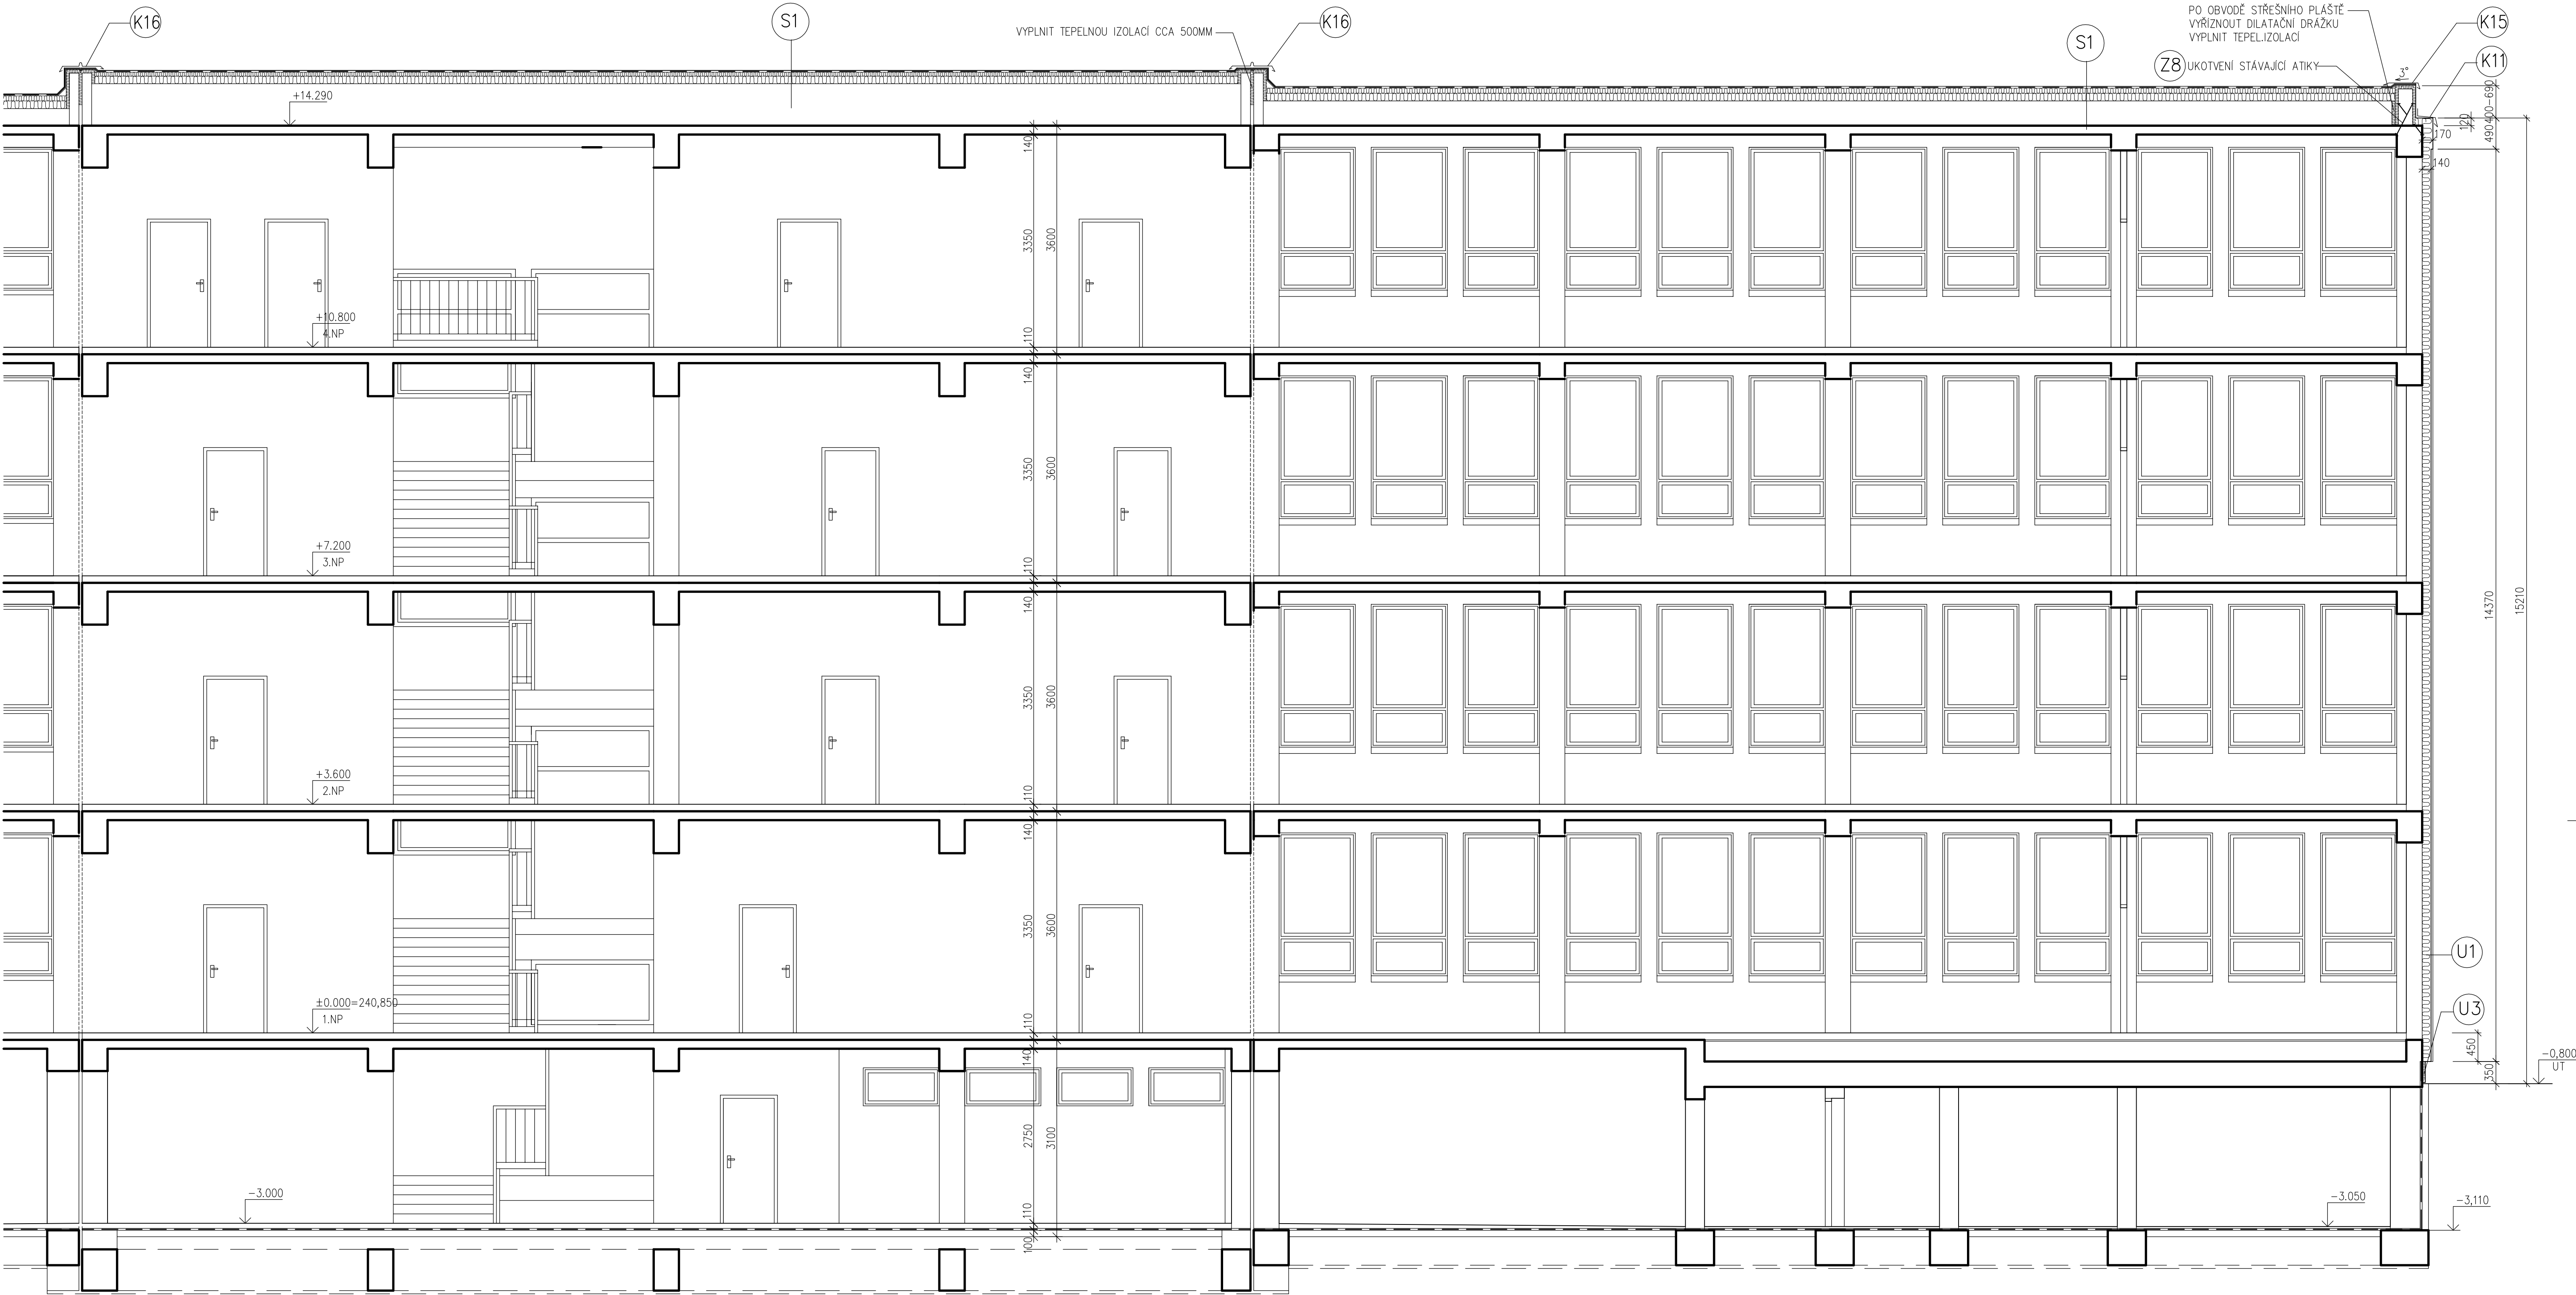 K16
S1
VYPLNIT TEPELNOU IZOLACÍ CCA 500MM
K16
S1
PO OBVODĚ STŘEŠNÍHO PLÁŠTĚ
VYŘÍZNOUT DILATAČNÍ DRÁŽKU
VYPLNIT TEPEL.IZOLACÍ
K15
Z8 UKOTVENÍ STÁVAJÍCÍ ATIKY
K11
3°
+14.290
400-690
120
170
490
140
140
3350
3600
+10.800
4.NP
110
140
3350
3600
+7.200
3.NP
110
140
3350
3600
14370
15210
+3.600
2.NP
110
140
3350
3600
U1
±0.000=240,850
1.NP
110
U3
140
450
350
-0,800
UT
2750
3100
-3.000
110
100
-3.050
-3,110